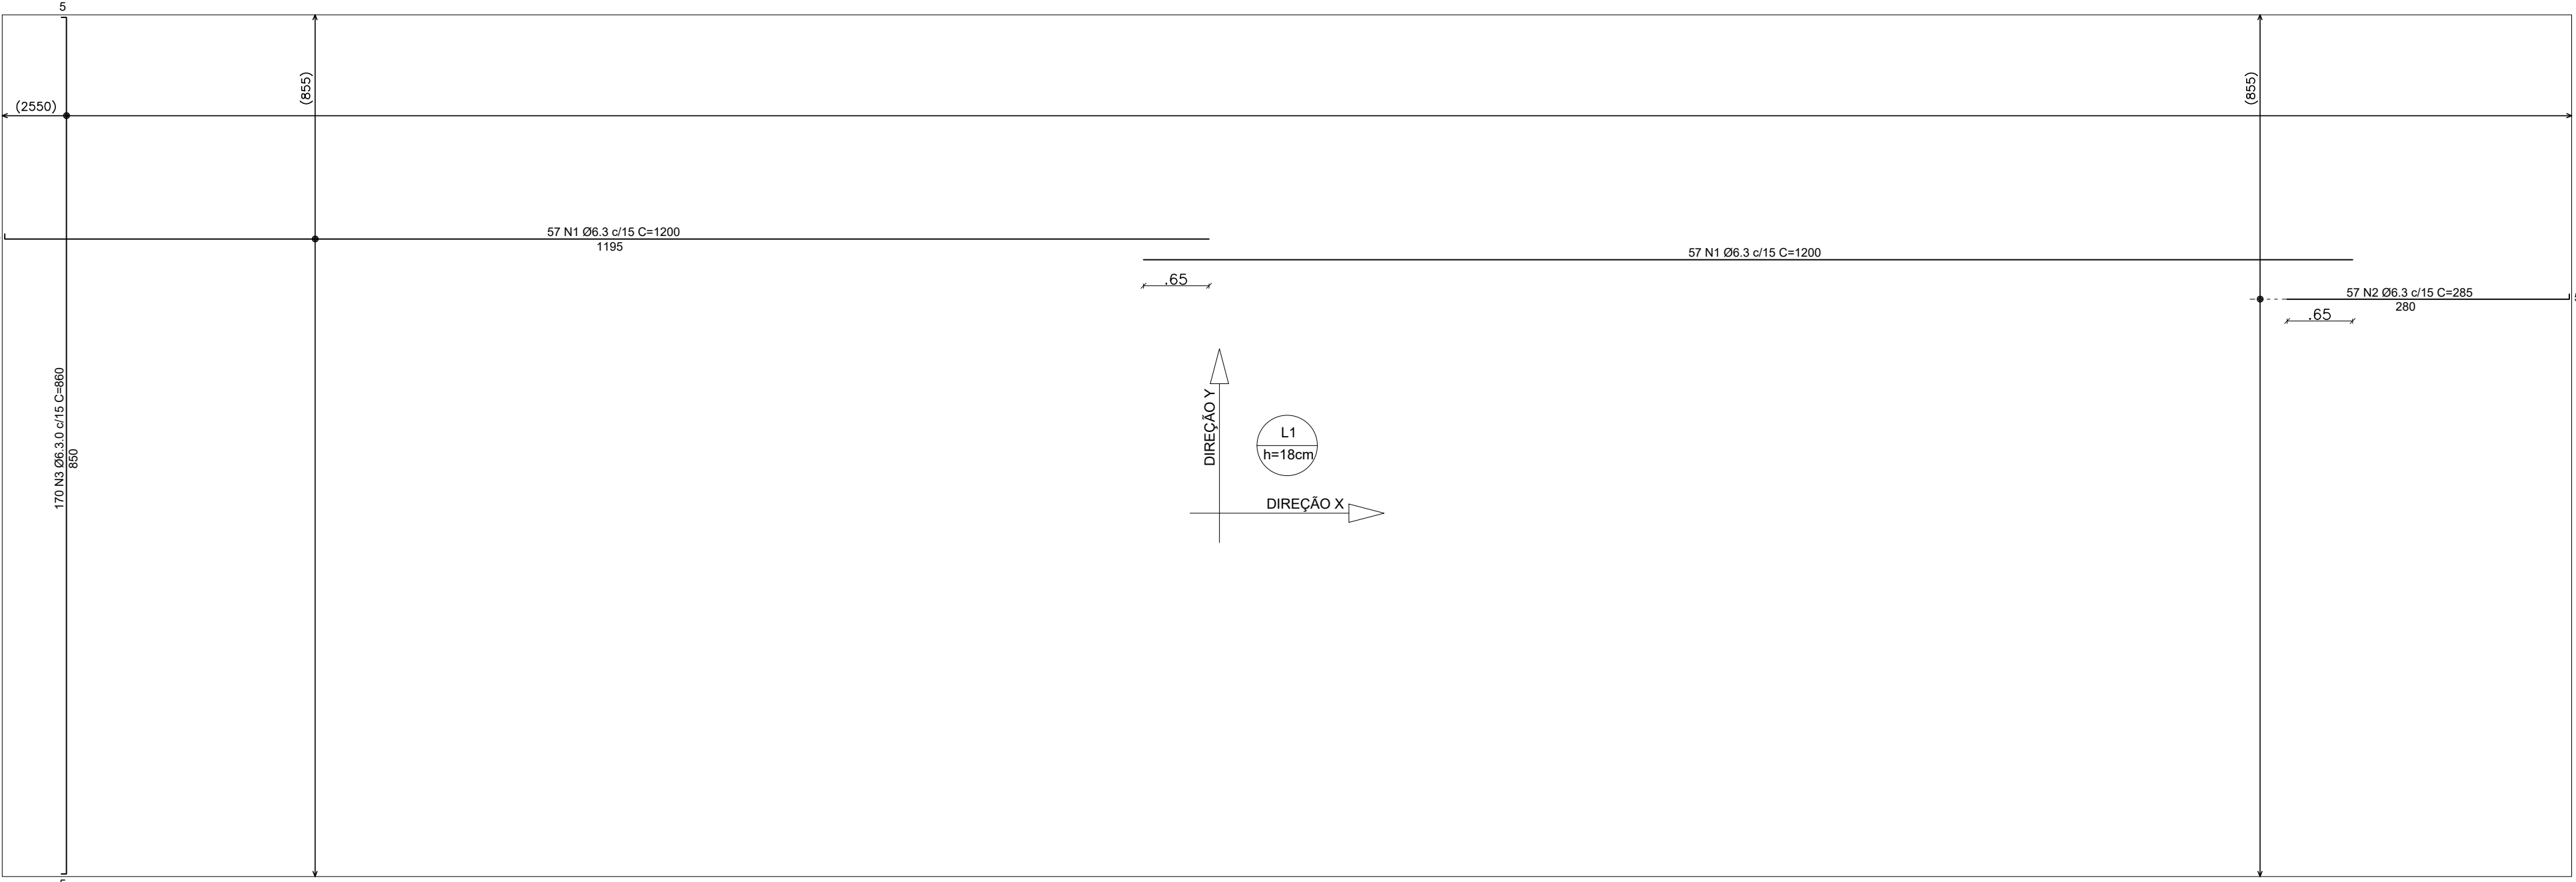 5
(855)
(855)
(2550)
57 N1 Ø6.3 c/15 C=1200
1195
57 N1 Ø6.3 c/15 C=1200
.65
57 N2 Ø6.3 c/15 C=285
280
.65
170 N3 Ø6.3.0 c/15 C=860
850
DIREÇÃO Y
L1
h=18cm
DIREÇÃO X